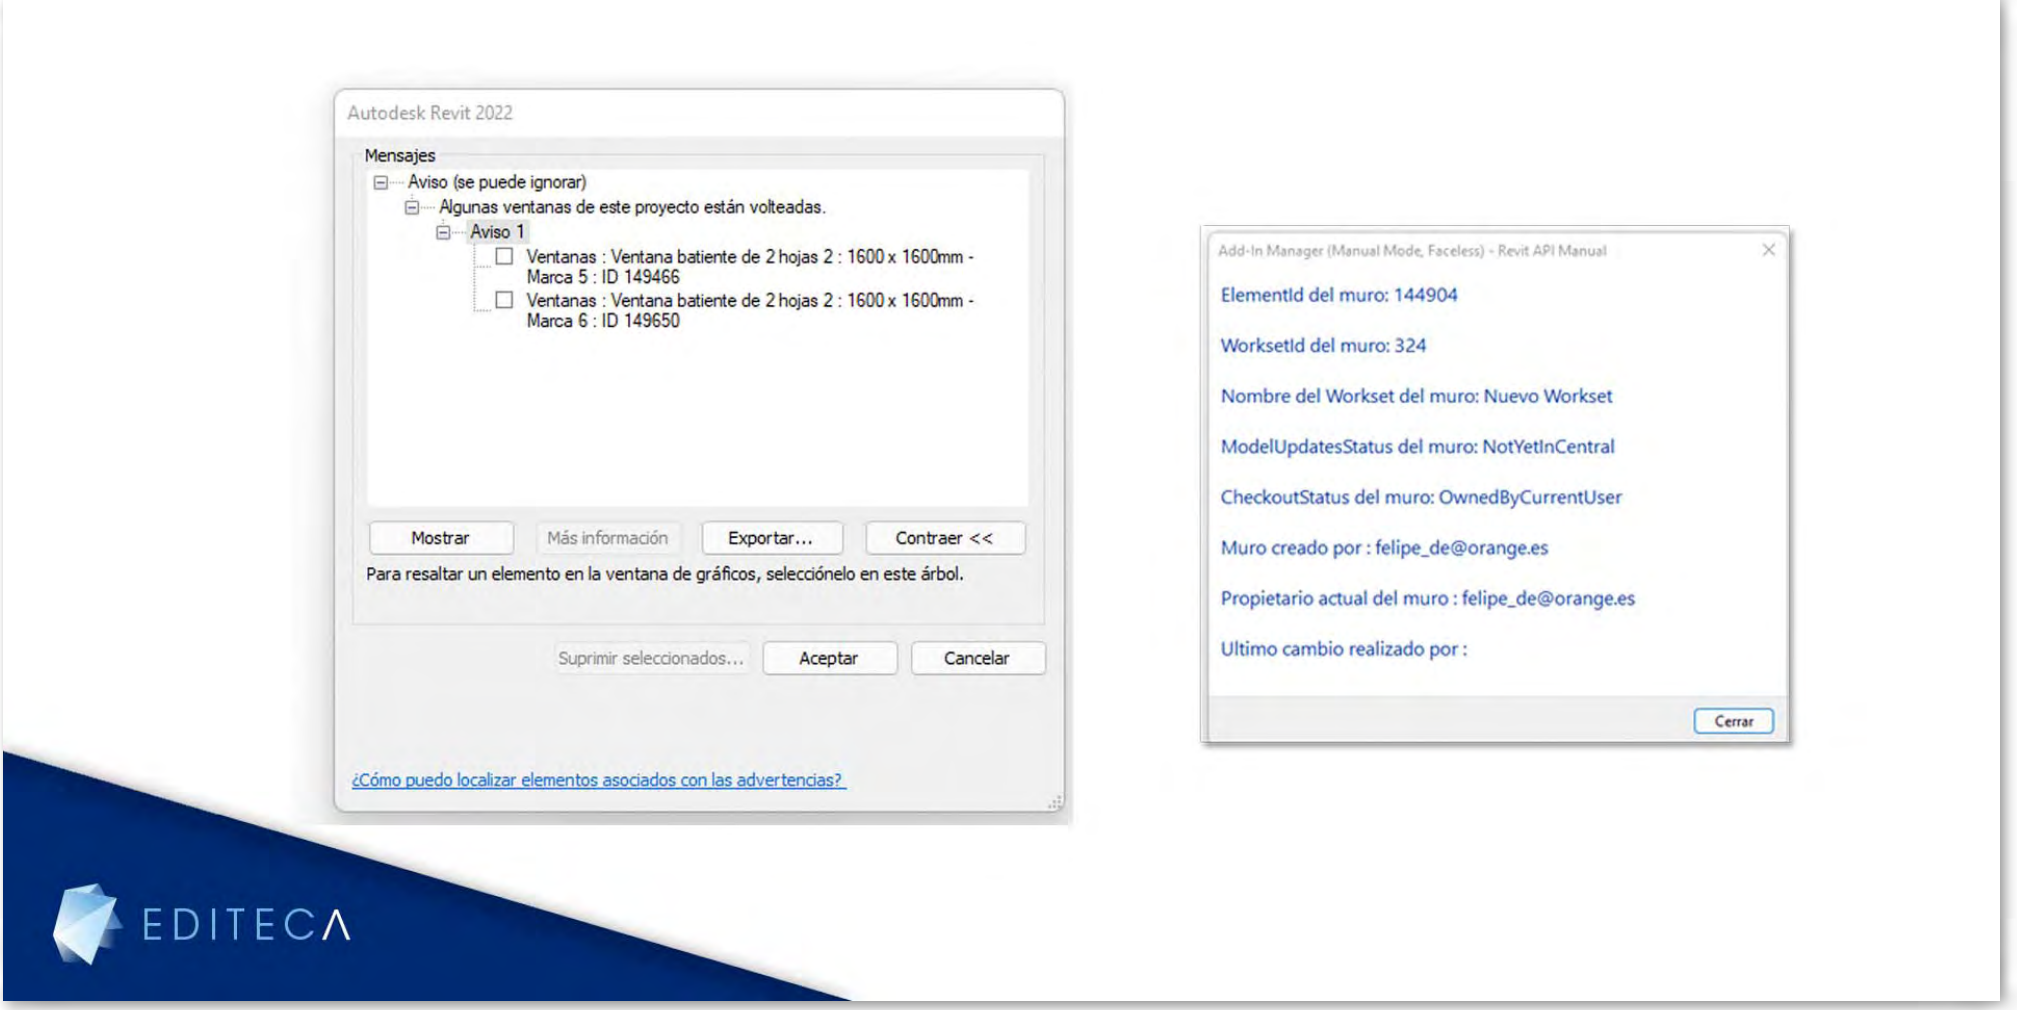 Autodesk Revit 2022
Mensajes
Aviso (se puede ignorar)
Algunas ventanas de este proyecto están volteadas.
Aviso 1
Ventanas : Ventana batiente de 2 hojas 2 : 1600 x 1600mm -
Marca 5 : ID 149466
Ventanas : Ventana batiente de 2 hojas 2 : 1600 x 1600mm -
Marca 6 : ID 149650
Mostrar
Más información
Exportar...
Contraer <<
Para resaltar un elemento en la ventana de gráficos, selecciónelo en este árbol.
Suprimir seleccionados...
Aceptar
Cancelar
¿Cómo puedo localizar elementos asociados con las advertencias?
Add-In Manager (Manual Mode, Faceless) - Revit API Manual
ElementId del muro: 144904
WorksetId del muro: 324
Nombre del Workset del muro: Nuevo Workset
ModelUpdatesStatus del muro: NotYetInCentral
CheckoutStatus del muro: OwnedByCurrentUser
Muro creado por : felipe_de@orange.es
Propietario actual del muro : felipe_de@orange.es
Ultimo cambio realizado por :
Cerrar
EDITECA